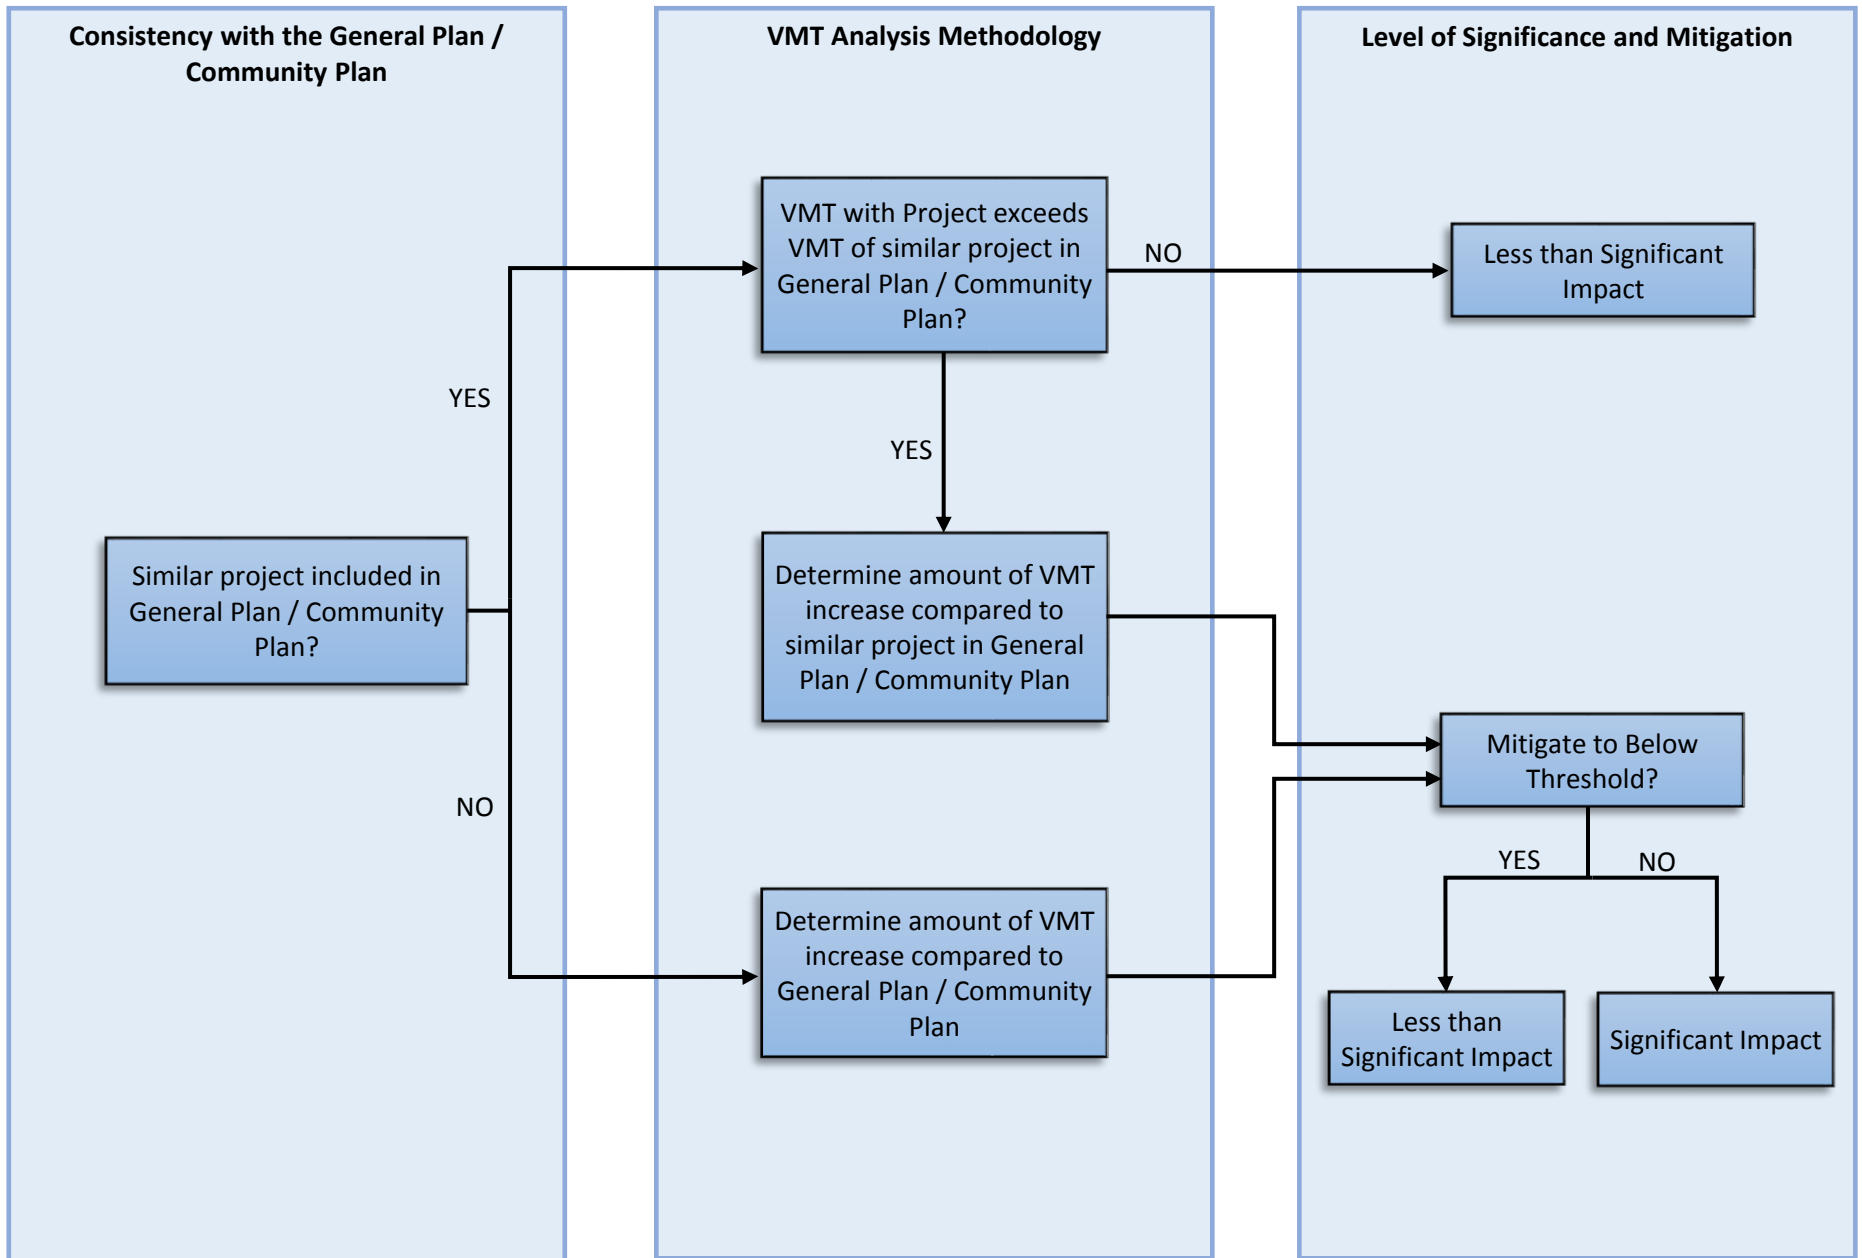 Consistency with the General Plan /
Community Plan
VMT Analysis Methodology
Level of Significance and Mitigation
VMT with Project exceeds
VMT of similar project in
General Plan / Community
Plan?
NO
Less than Significant
Impact
YES
YES
Similar project included in
General Plan / Community
Plan?
Determine amount of VMT
increase compared to
similar project in General
Plan / Community Plan
Mitigate to Below
Threshold?
NO
YES
NO
Determine amount of VMT
increase compared to
General Plan / Community
Plan
Less than
Significant Impact
Significant Impact